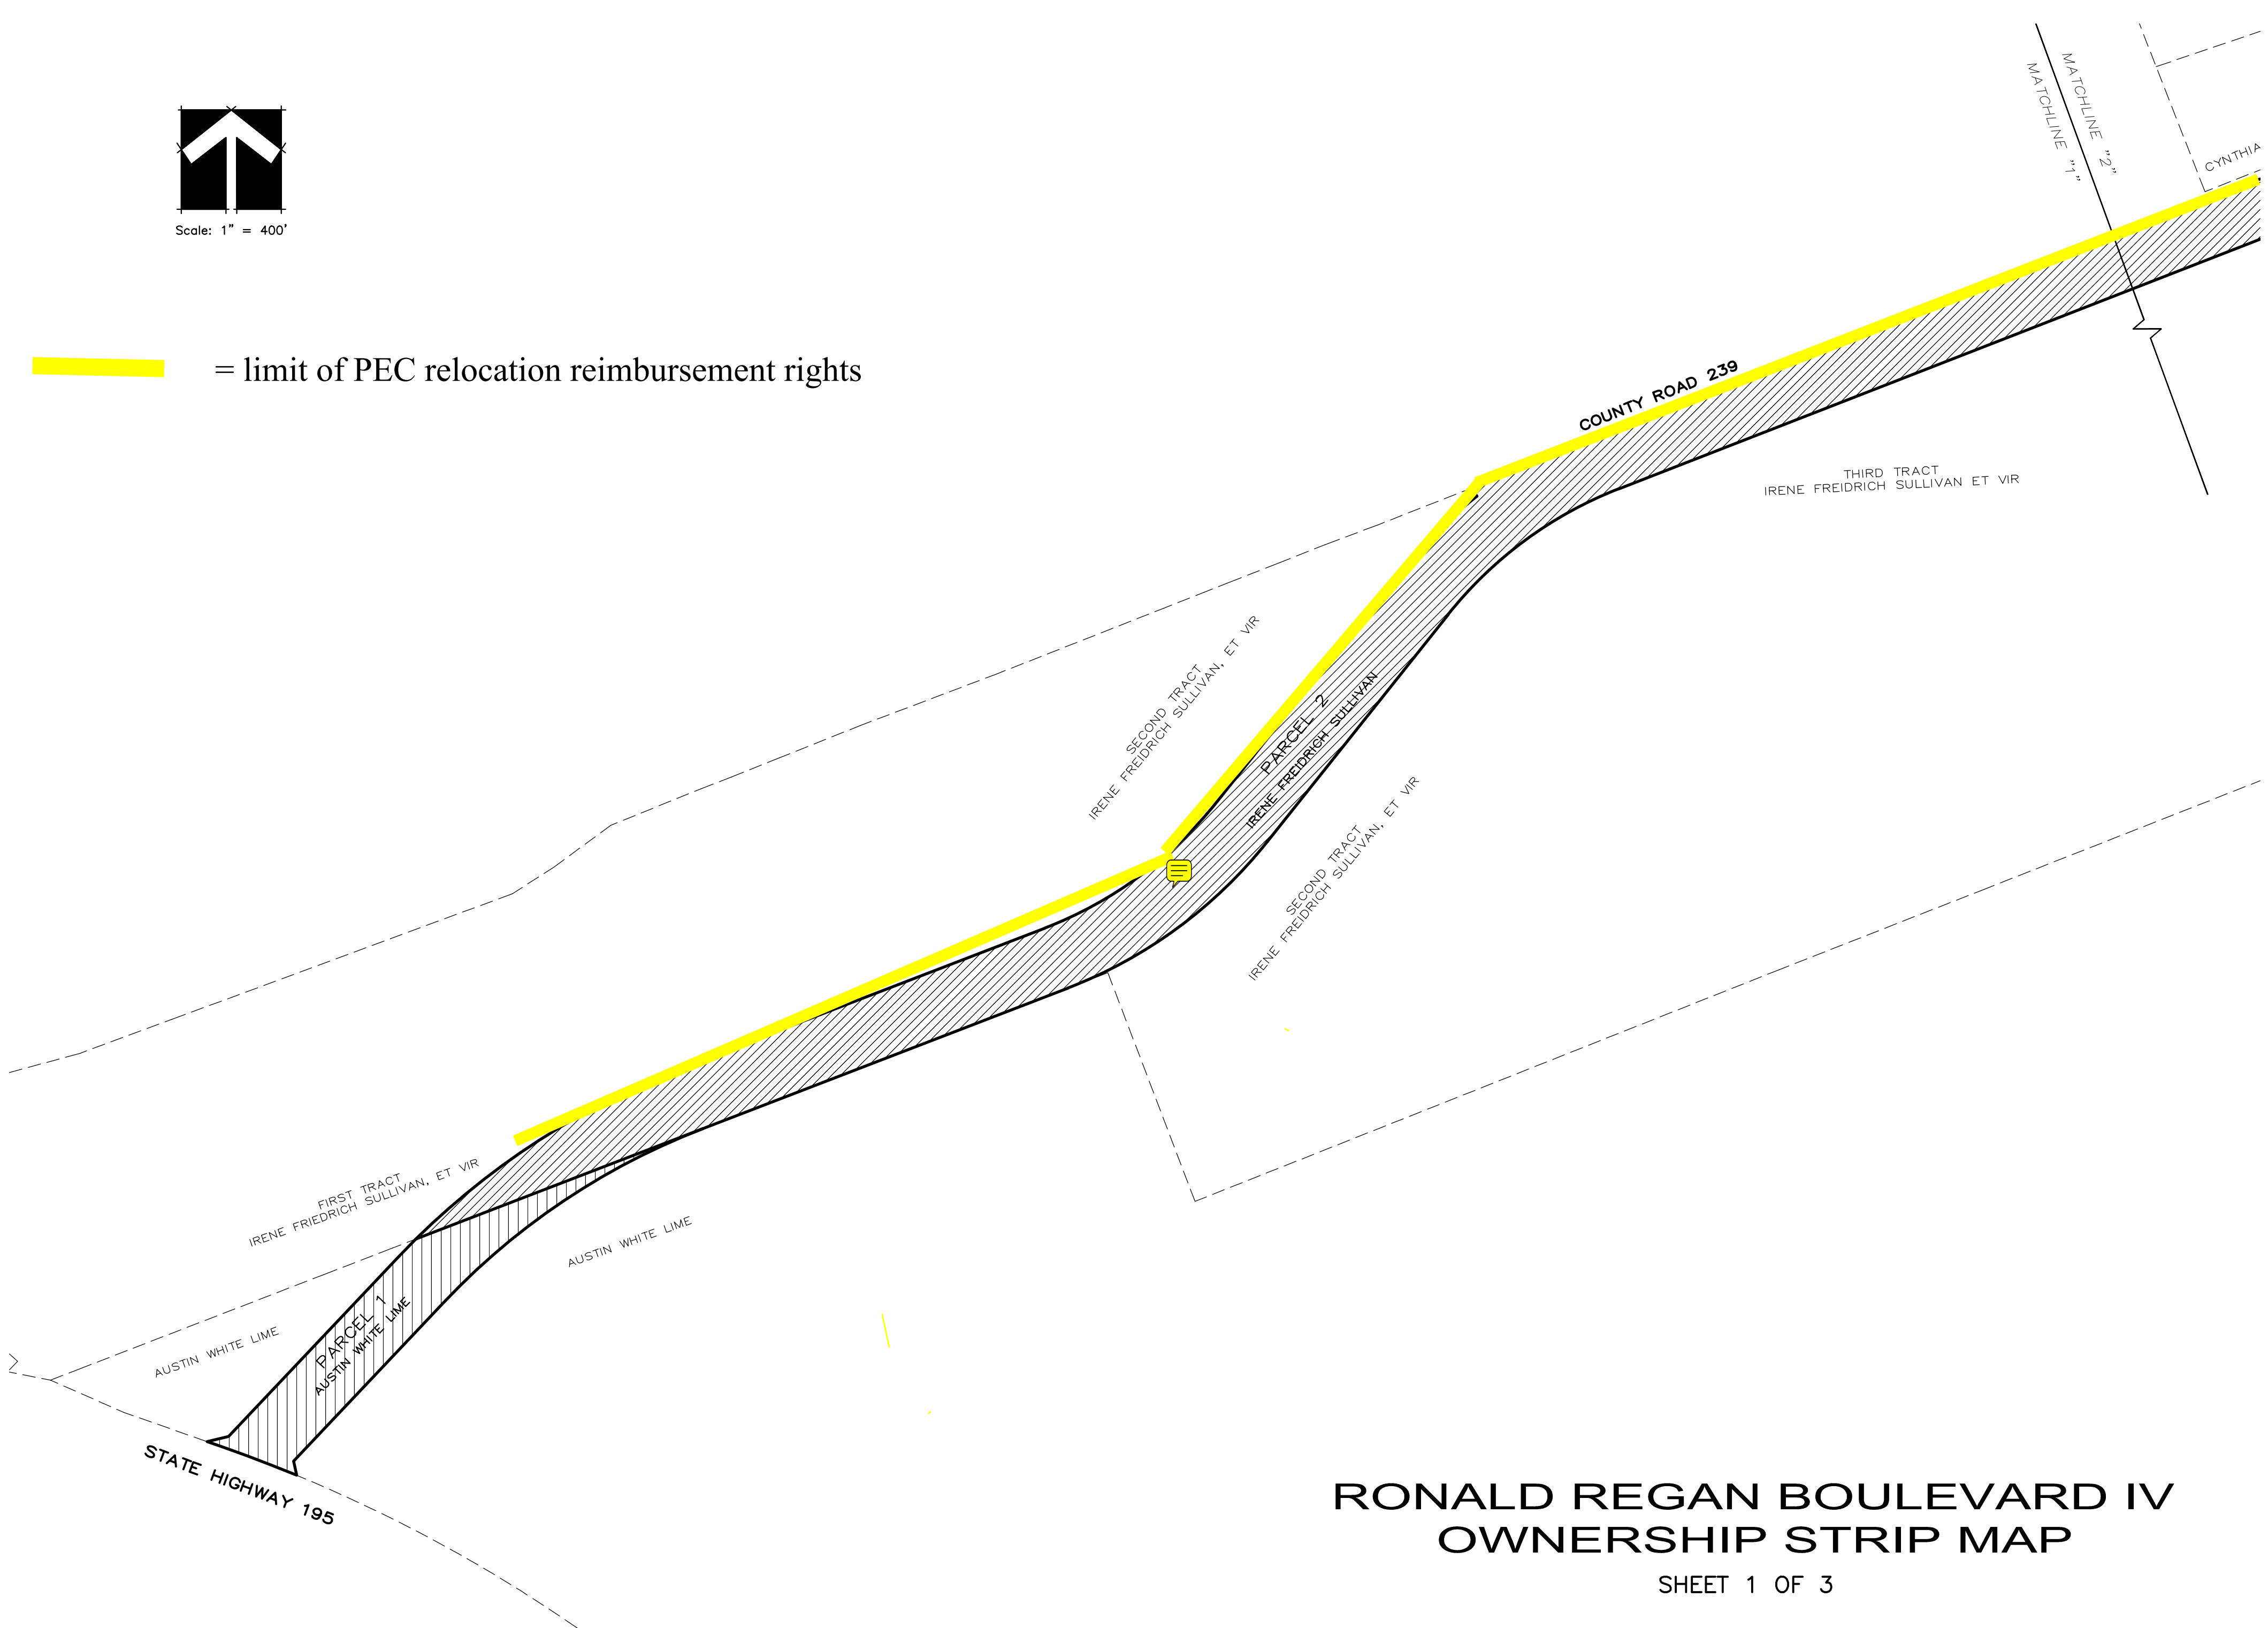 MATCHLINE "2"
MATCHLINE "1"
CYNTHIA
Scale: 1" = 400'
= limit of PEC relocation reimbursement rights
COUNTY ROAD 239
THIRD TRACT
IRENE FREIDRICH SULLIVAN ET VIR
SECOND TRACT
IRENE FREIDRICH SULLIVAN, ET VIR
PARCEL 2
IRENE FREIDRICH SULLIVAN
SECOND TRACT
IRENE FREIDRICH SULLIVAN, ET VIR
FIRST TRACT
IRENE FRIEDRICH SULLIVAN, ET VIR
AUSTIN WHITE LIME
PARCEL 1
AUSTIN WHITE LIME
AUSTIN WHITE LIME
STATE HIGHWAY 195
RONALD REGAN BOULEVARD IV
OWNERSHIP STRIP MAP
SHEET 1 OF 3